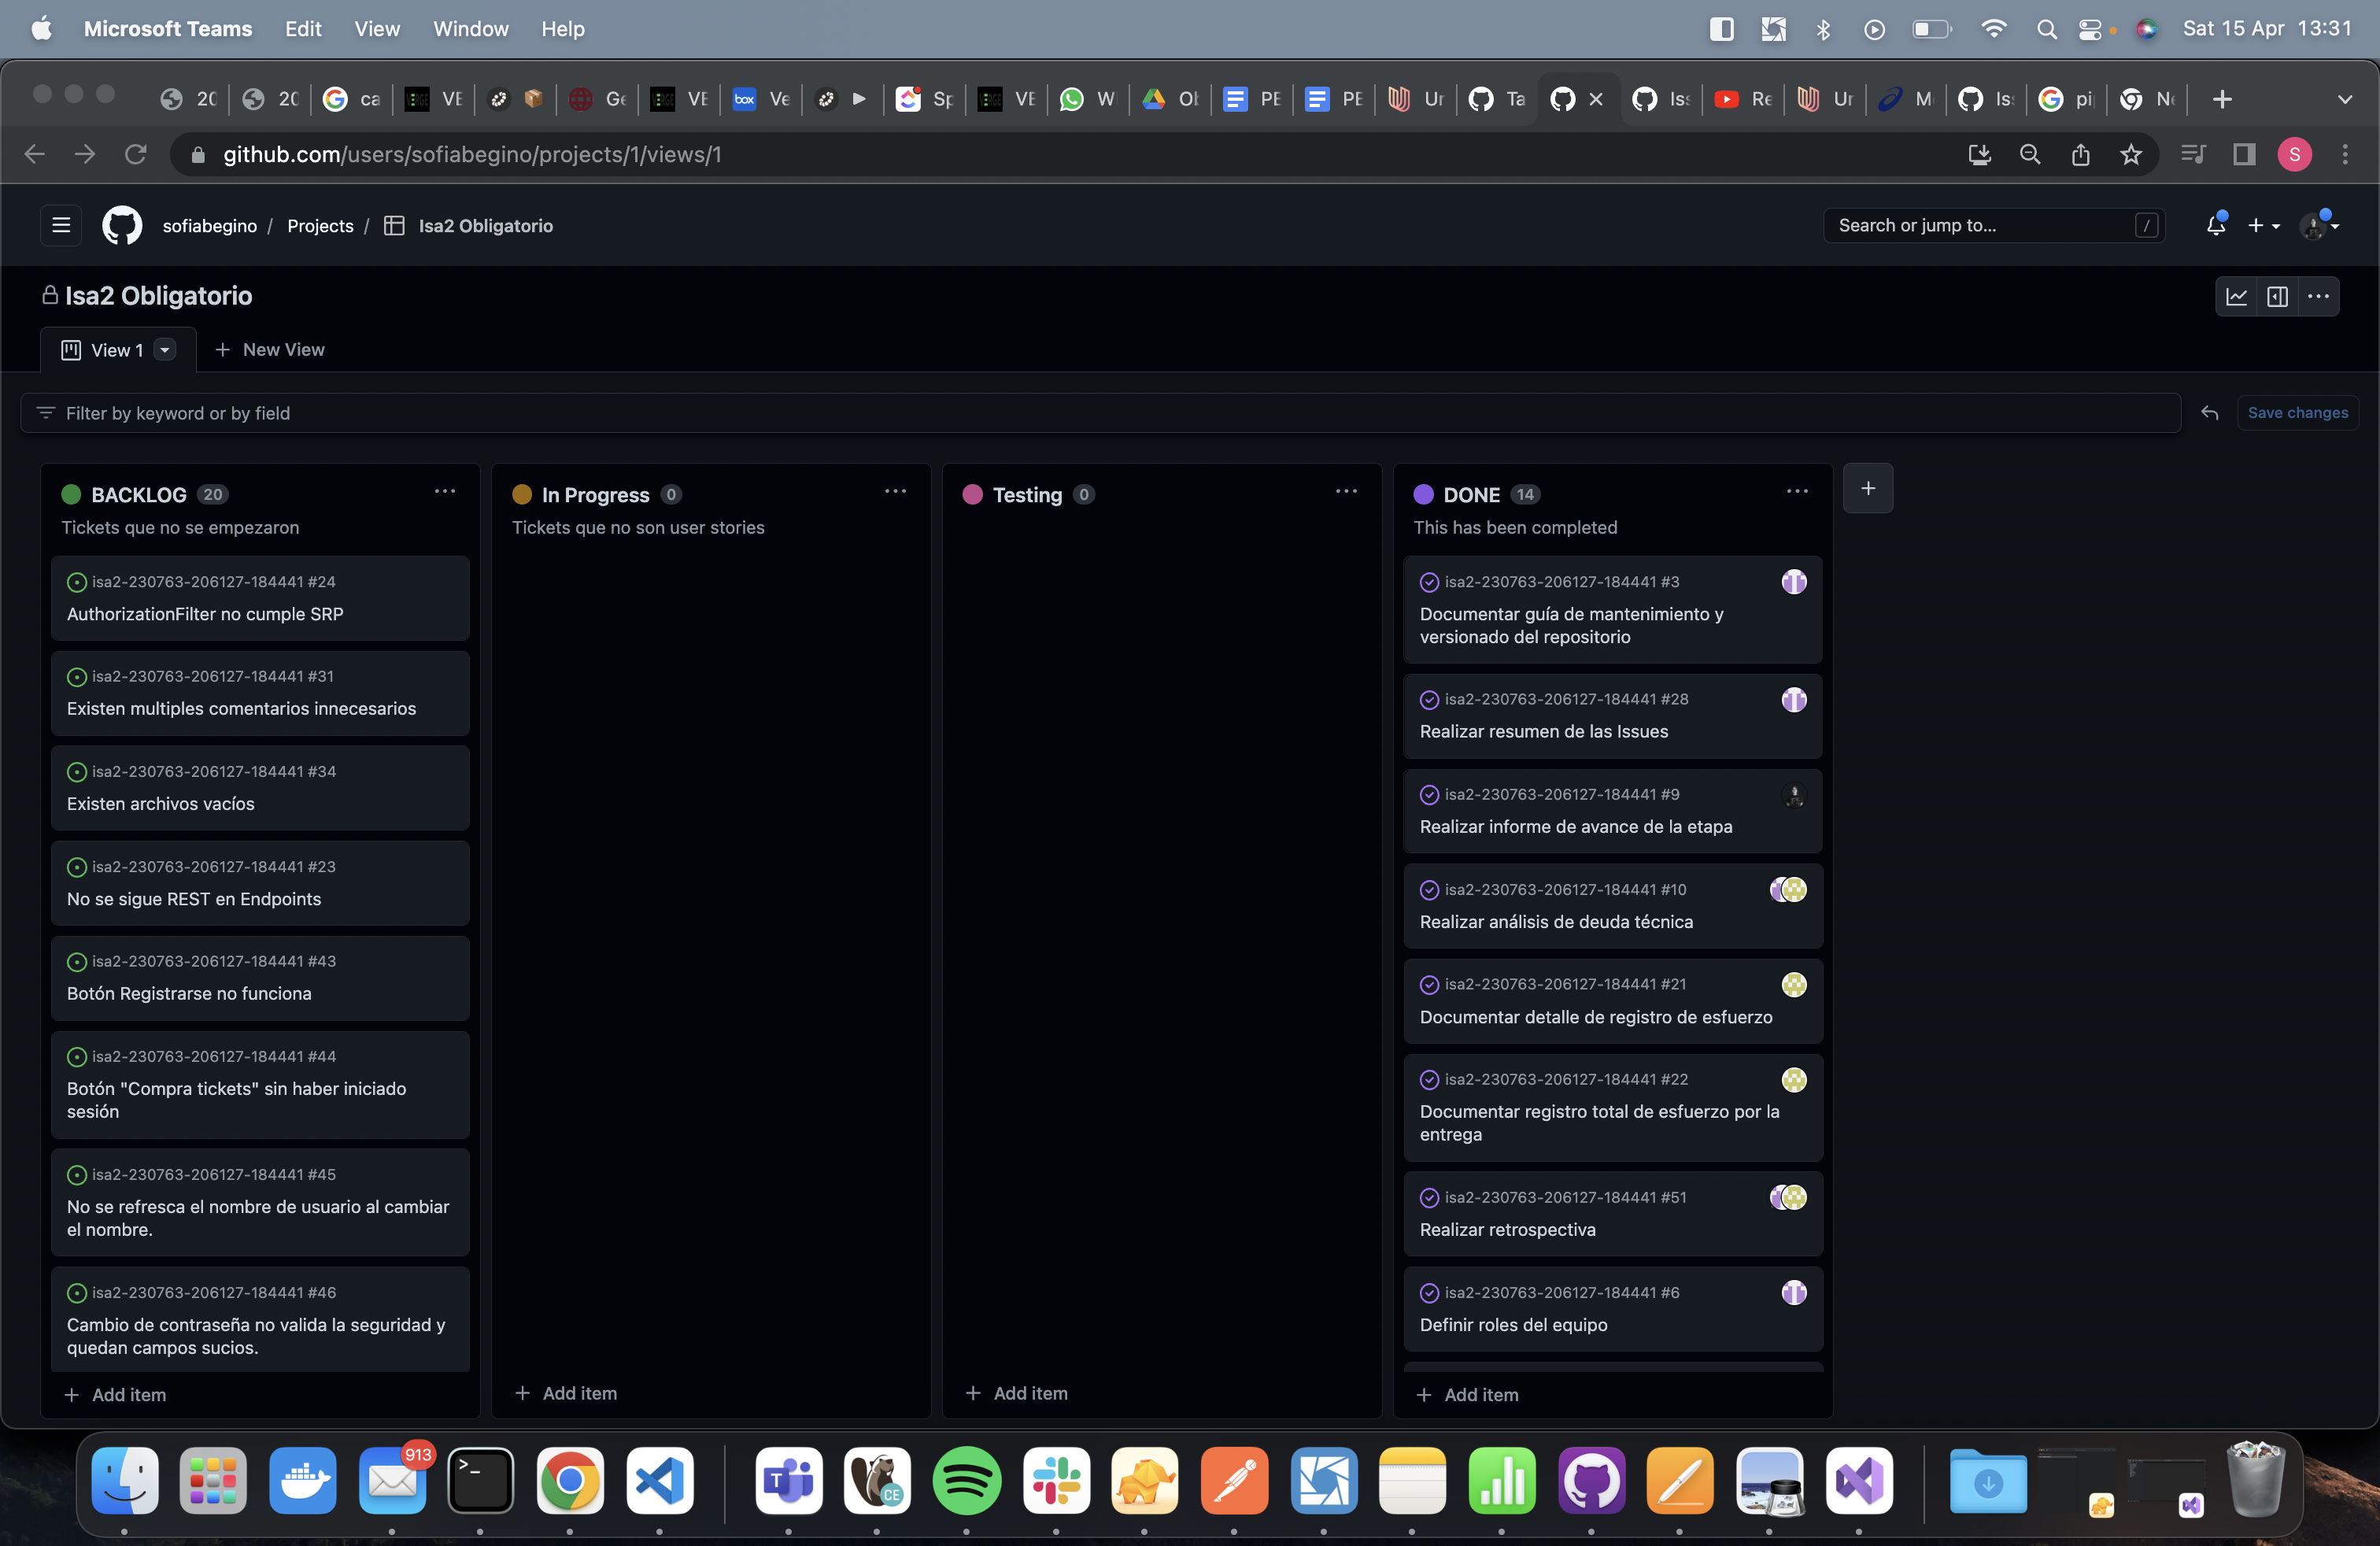 Microsoft Teams Edit View Window Help Sat 15 Apr 13:31
20 20 ca VE Ge VE box Ve Sp VE W Ob PE PE Ur Ta Iss Re Ur M Is pi Ne
github.com/users/sofiabegino/projects/1/views/1 S
sofiabegino / Projects / Isa2 Obligatorio Search or jump to... /
Isa2 Obligatorio
View 1 New View
Filter by keyword or by field Save changes
BACKLOG 20
Tickets que no se empezaron
isa2-230763-206127-184441 #24
AuthorizationFilter no cumple SRP
isa2-230763-206127-184441 #31
Existen multiples comentarios innecesarios
isa2-230763-206127-184441 #34
Existen archivos vacíos
isa2-230763-206127-184441 #23
No se sigue REST en Endpoints
isa2-230763-206127-184441 #43
Botón Registrarse no funciona
isa2-230763-206127-184441 #44
Botón "Compra tickets" sin haber iniciado
sesión
isa2-230763-206127-184441 #45
No se refresca el nombre de usuario al cambiar
el nombre.
isa2-230763-206127-184441 #46
Cambio de contraseña no valida la seguridad y
quedan campos sucios.
Add item
In Progress 0
Tickets que no son user stories
Add item
Testing 0
Add item
DONE 14
This has been completed
isa2-230763-206127-184441 #3
Documentar guía de mantenimiento y
versionado del repositorio
isa2-230763-206127-184441 #28
Realizar resumen de las Issues
isa2-230763-206127-184441 #9
Realizar informe de avance de la etapa
isa2-230763-206127-184441 #10
Realizar análisis de deuda técnica
isa2-230763-206127-184441 #21
Documentar detalle de registro de esfuerzo
isa2-230763-206127-184441 #22
Documentar registro total de esfuerzo por la
entrega
isa2-230763-206127-184441 #51
Realizar retrospectiva
isa2-230763-206127-184441 #6
Definir roles del equipo
Add item
913 >_ T CE